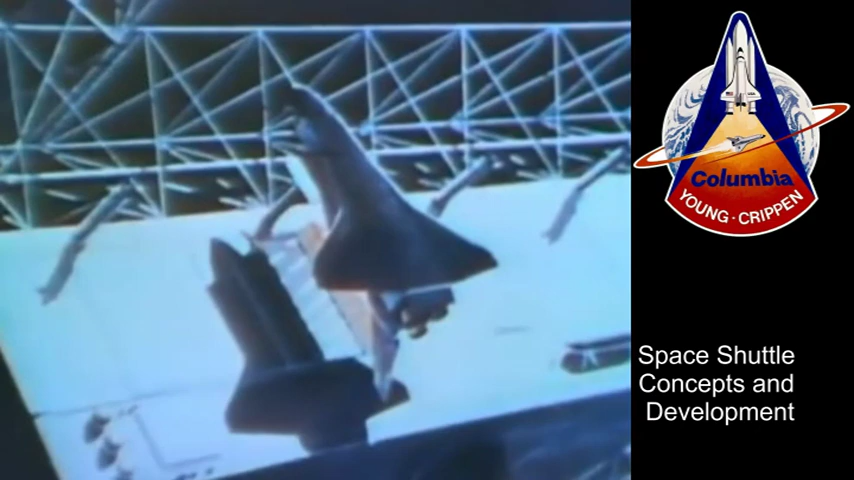 Columbia
YOUNG·CRIPPEN
Space Shuttle
Concepts and
Development